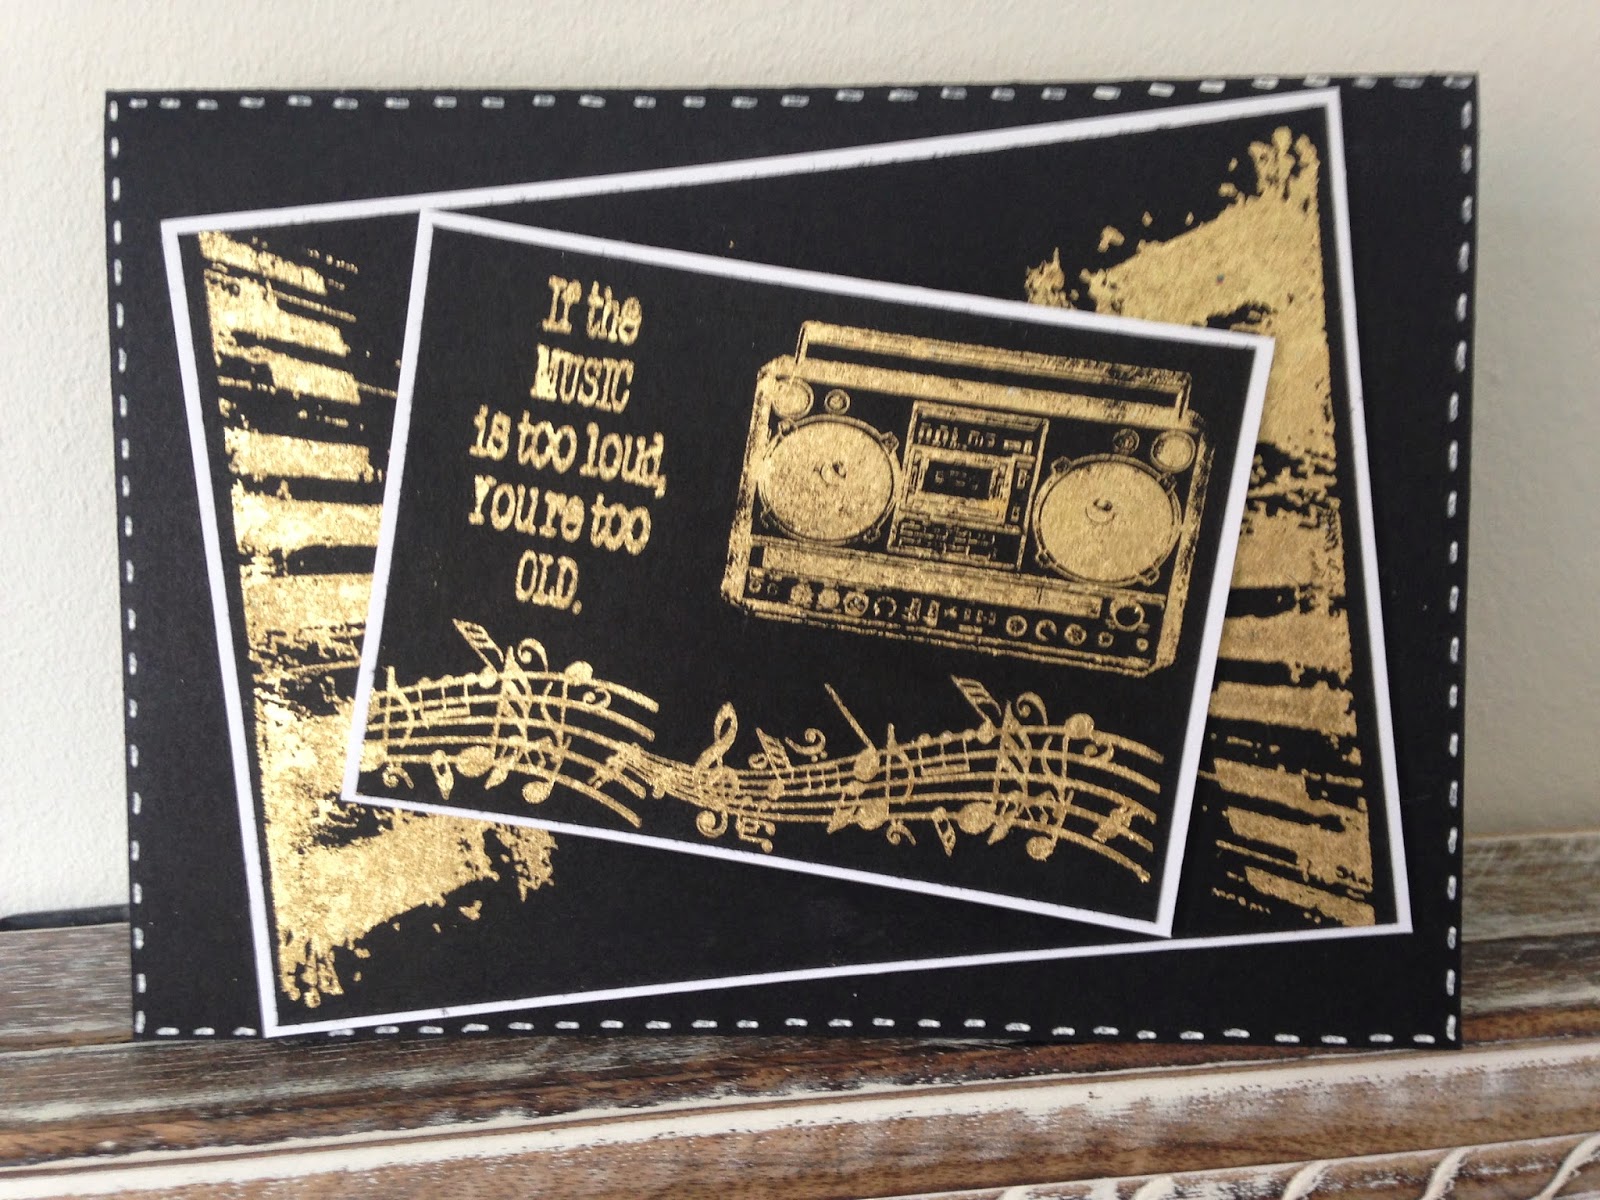 If the
MUSIC
is too loud,
You're too
OLD.